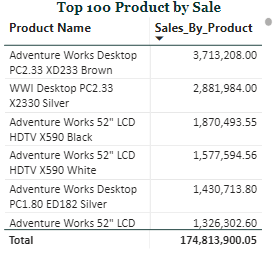 Top 100 Product by Sale
Product Name Sales_By_Product
Adventure Works Desktop 3,713,208.00
PC2.33 XD233 Brown
WWI Desktop PC2.33 2,881,984.00
X2330 Silver
Adventure Works 52" LCD 1,870,493.55
HDTV X590 Black
Adventure Works 52" LCD 1,577,594.56
HDTV X590 White
Adventure Works Desktop 1,430,713.80
PC1.80 ED182 Silver
Adventure Works 52" LCD 1,326,302.60
Total 174,813,900.05